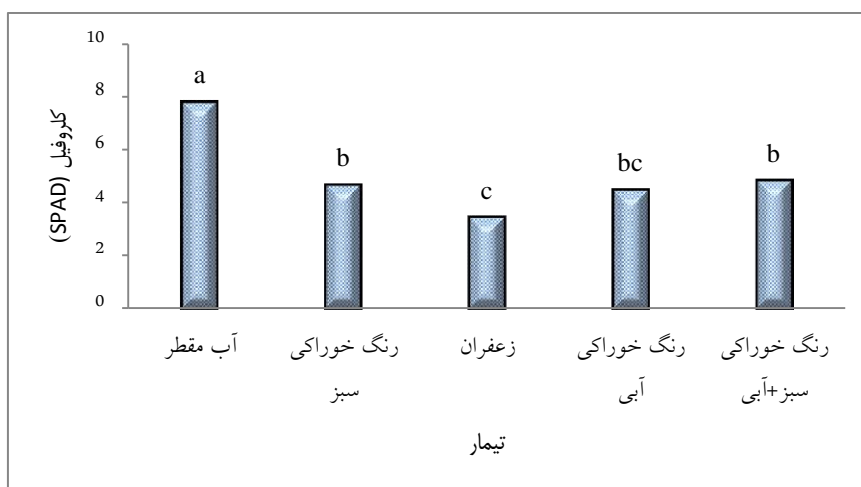 کلروفیل (SPAD)
10
8
6
4
2
0
a
b
c
bc
b
آب مقطر
رنگ خوراکی
سبز
زعفران
رنگ خوراکی
آبی
رنگ خوراکی
سبز+آبی
تیمار